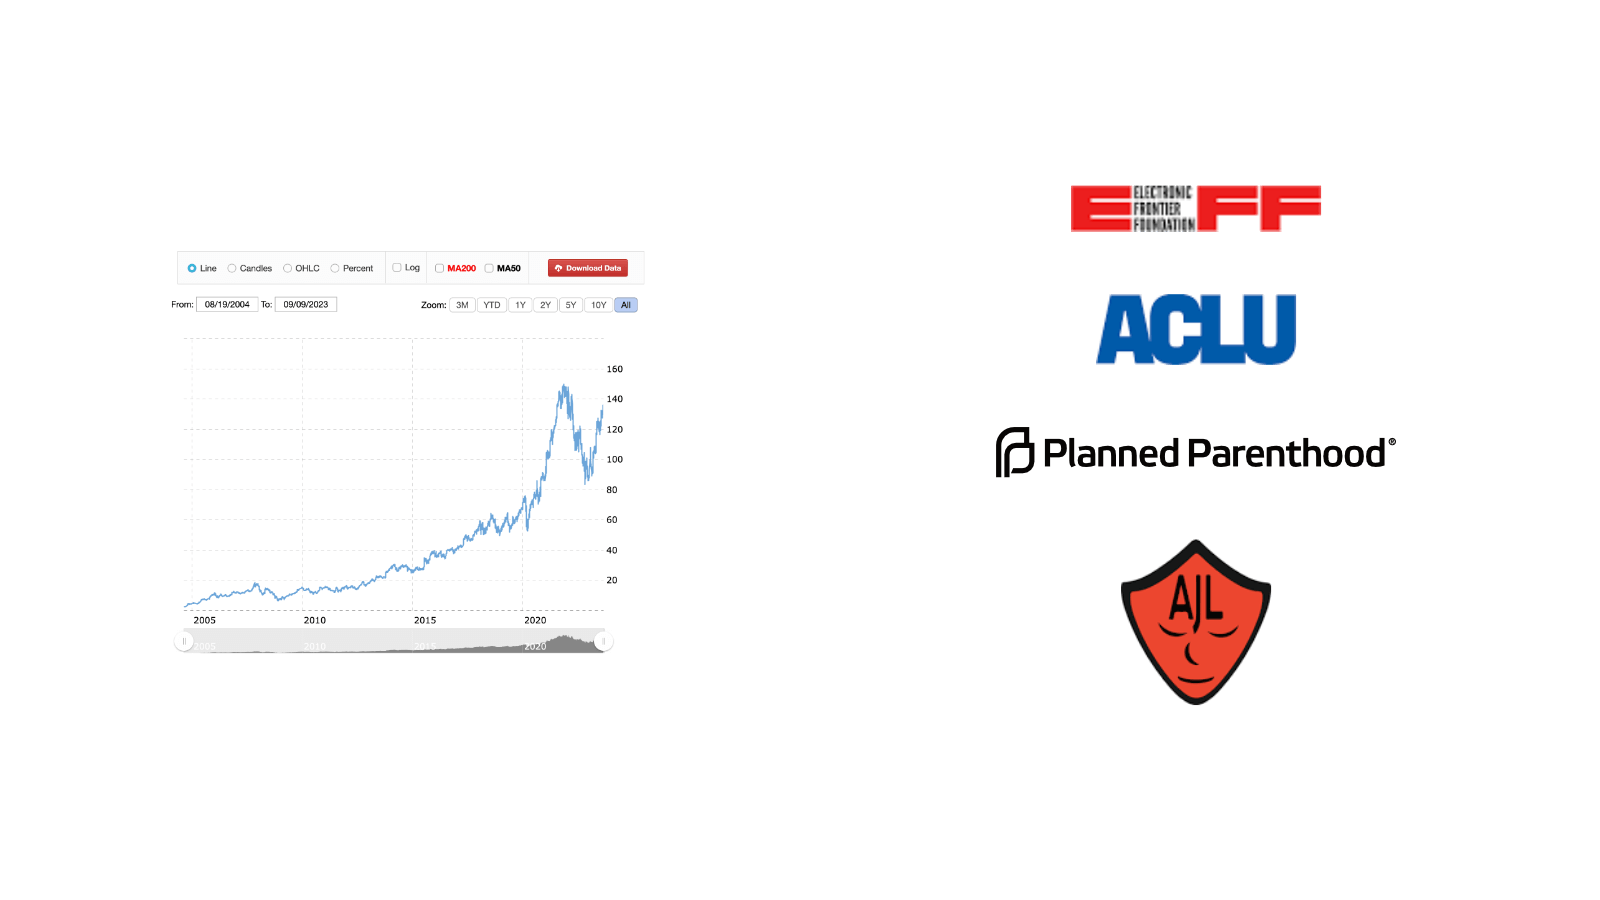 Line Candles OHLC Percent Log MA200 MA50 Download Data
From: 08/19/2004 To: 09/09/2023 Zoom: 3M YTD 1Y 2Y 5Y 10Y All
160
140
120
100
80
60
40
20
2005 2010 2015 2020
2005 2010 2015 2020
EFF
ELECTRONIC
FRONTIER
FOUNDATION
ACLU
Planned Parenthood®
AJL